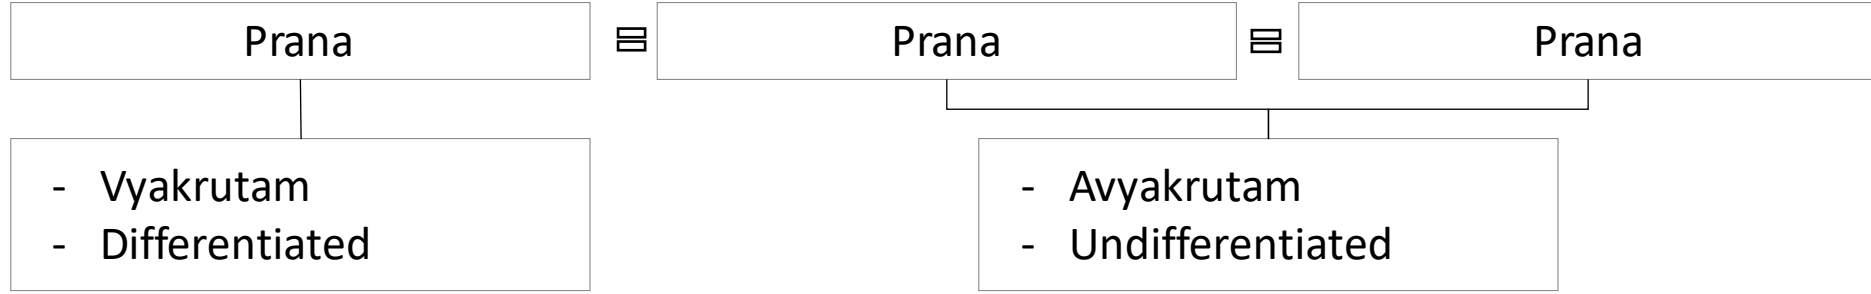 Prana = Prana = Prana
- Vyakrutam
- Differentiated
- Avyakrutam
- Undifferentiated